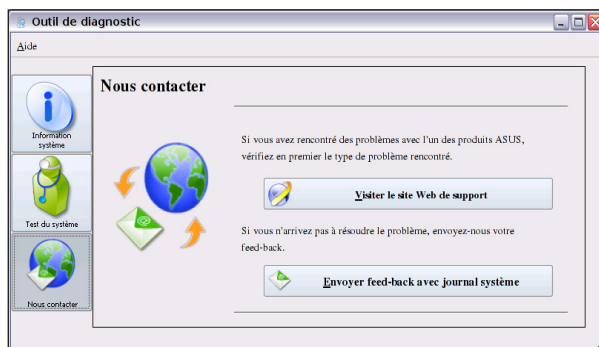 Outil de diagnostic
Aide
Information
système
Test du système
Nous contacter
Nous contacter
Si vous avez rencontré des problèmes avec l'un des produits ASUS,
vérifiez en premier le type de problème rencontré.
Visiter le site Web de support
Si vous n'arrivez pas à résoudre le problème, envoyez-nous votre
feed-back.
Envoyer feed-back avec journal système